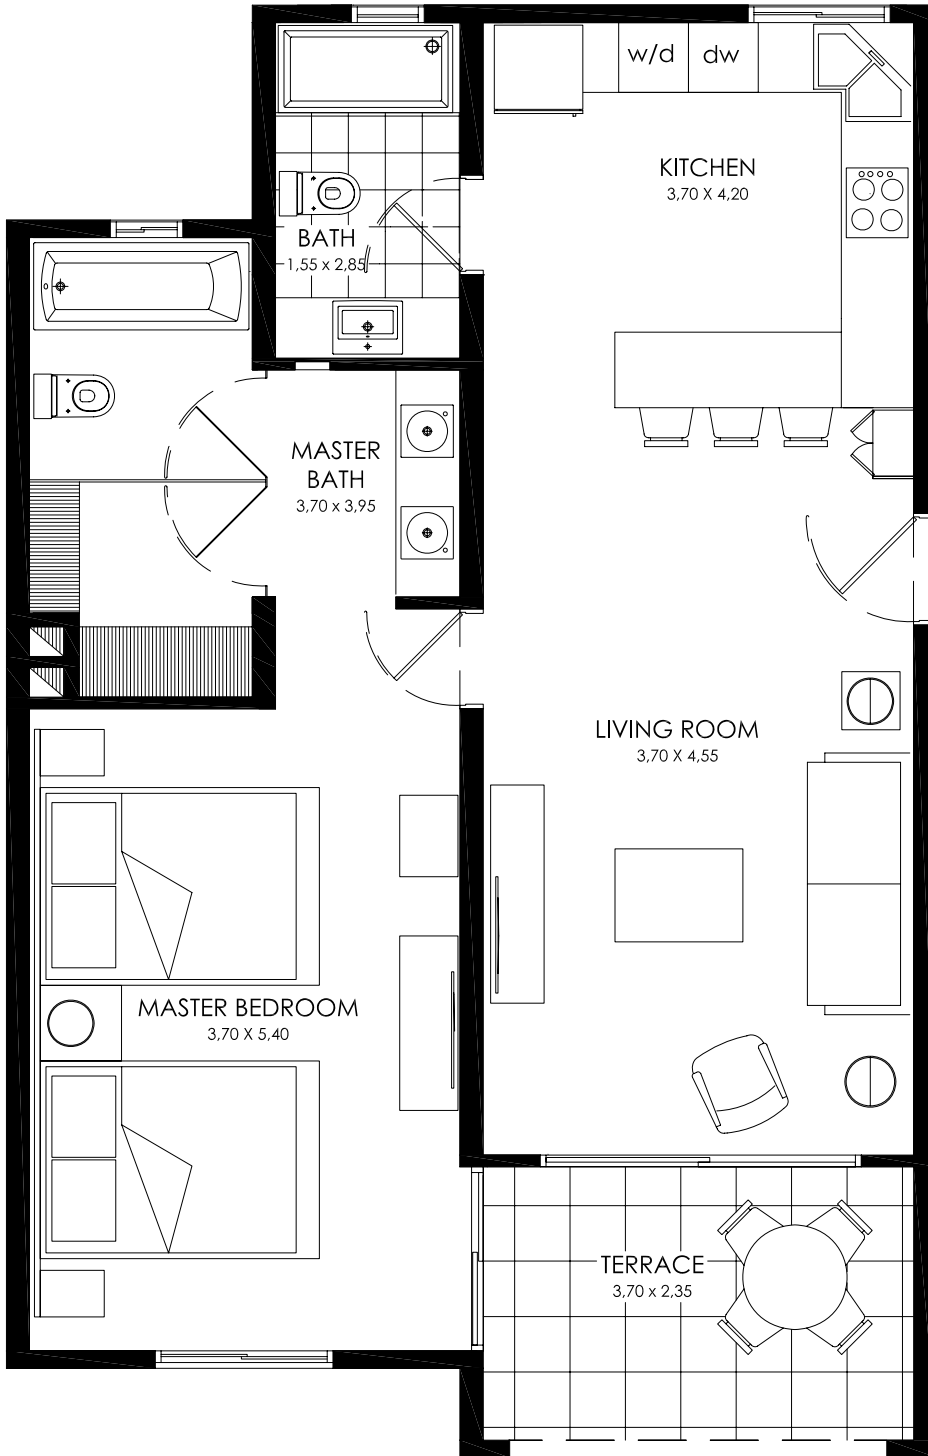 w/d
dw
KITCHEN
3,70 X 4,20
BATH
1,55 x 2,85
MASTER
BATH
3,70 x 3,95
LIVING ROOM
3,70 X 4,55
MASTER BEDROOM
3,70 X 5,40
TERRACE
3,70 x 2,35